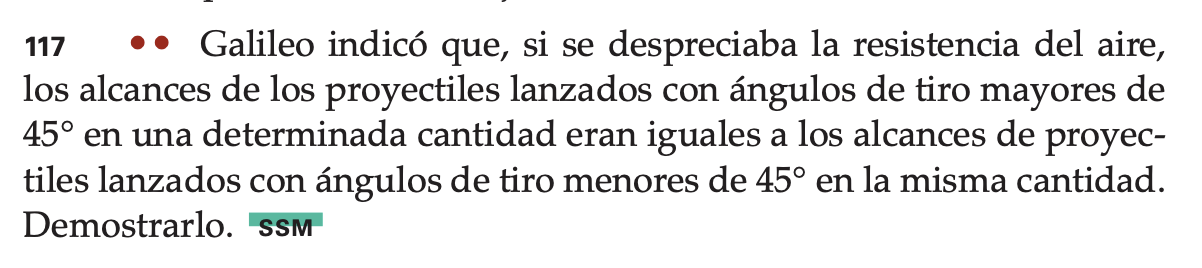 117 •• Galileo indicó que, si se despreciaba la resistencia del aire,
los alcances de los proyectiles lanzados con ángulos de tiro mayores de
45° en una determinada cantidad eran iguales a los alcances de proyec-
tiles lanzados con ángulos de tiro menores de 45° en la misma cantidad.
Demostrarlo. SSM